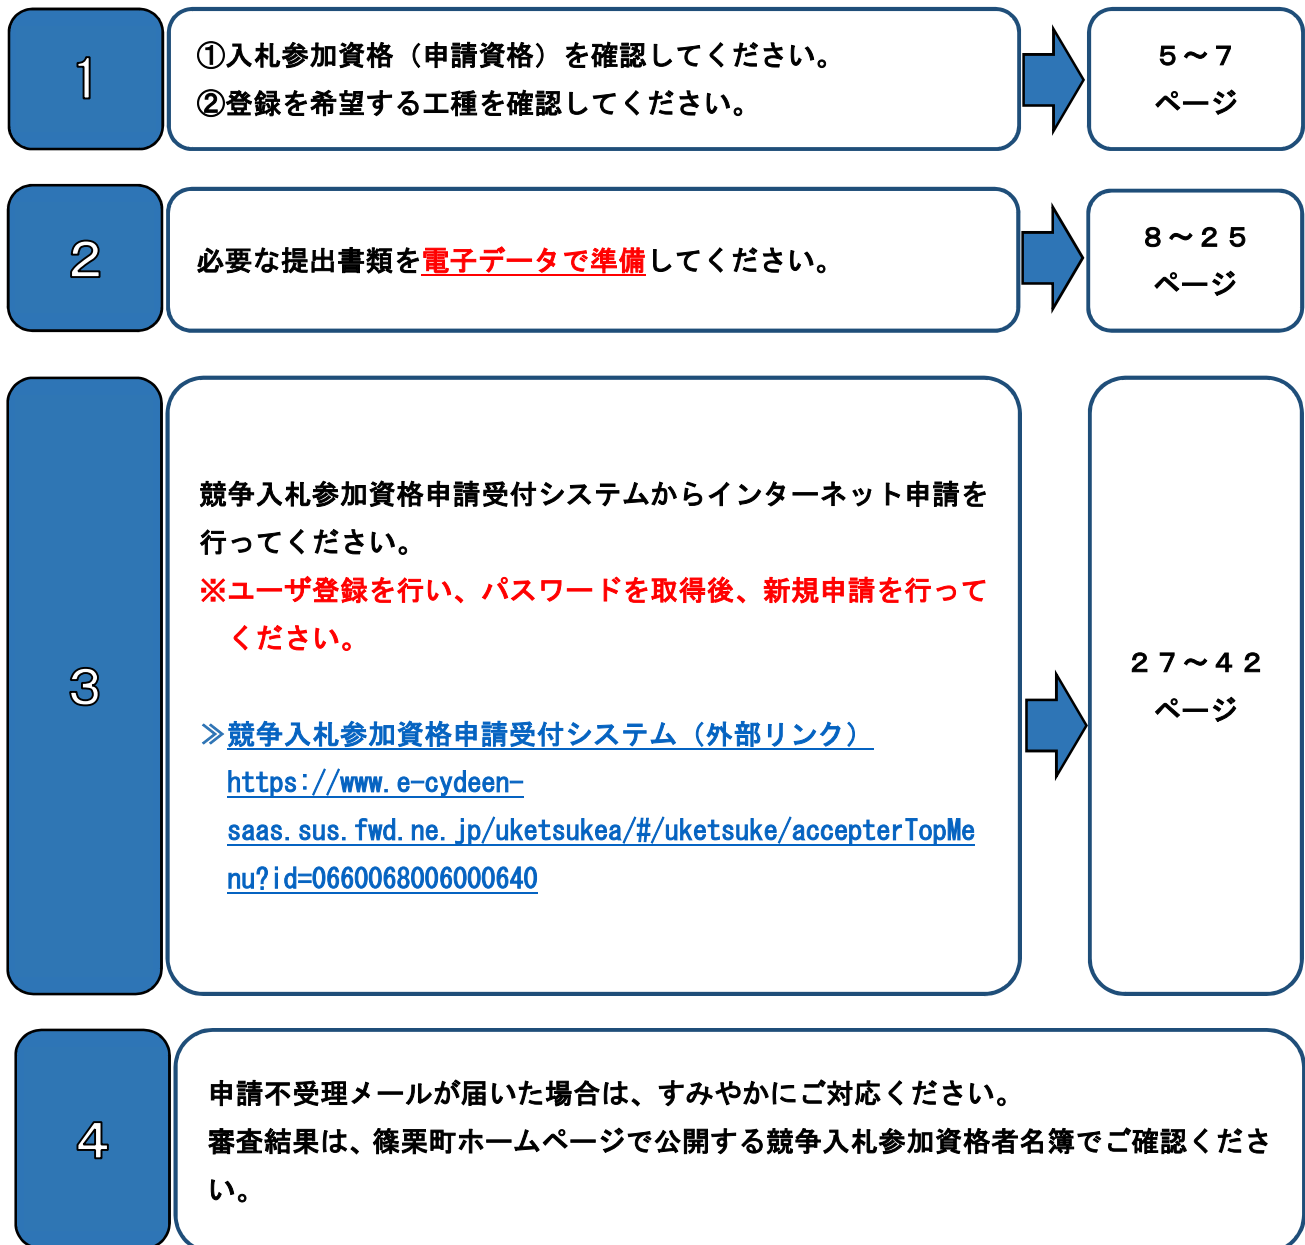 1
①入札参加資格（申請資格）を確認してください。
②登録を希望する工種を確認してください。
５～７
ページ
2
必要な提出書類を電子データで準備してください。
８～２５
ページ
3
競争入札参加資格申請受付システムからインターネット申請を
行ってください。
※ユーザ登録を行い、パスワードを取得後、新規申請を行って
ください。
≫競争入札参加資格申請受付システム（外部リンク）
https://www.e-cydeen-
saas.sus.fwd.ne.jp/uketsukea/#/uketsuke/accepterTopMe
nu?id=0660068006000640
２７～４２
ページ
4
申請不受理メールが届いた場合は、すみやかにご対応ください。
審査結果は、篠栗町ホームページで公開する競争入札参加資格者名簿でご確認くださ
い。